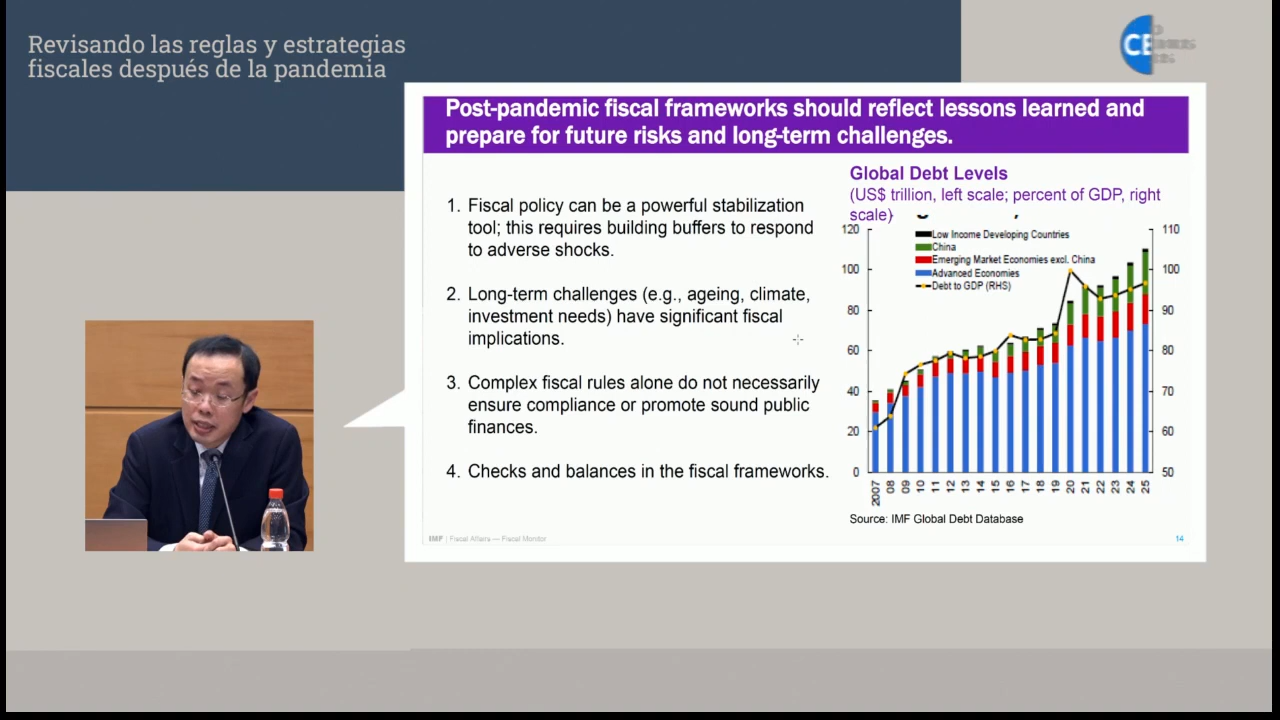 Revisando las reglas y estrategias
fiscales después de la pandemia
CE
Post-pandemic fiscal frameworks should reflect lessons learned and
prepare for future risks and long-term challenges.
1. Fiscal policy can be a powerful stabilization
tool; this requires building buffers to respond
to adverse shocks.
2. Long-term challenges (e.g., ageing, climate,
investment needs) have significant fiscal
implications.
3. Complex fiscal rules alone do not necessarily
ensure compliance or promote sound public
finances.
4. Checks and balances in the fiscal frameworks.
Global Debt Levels
(US$ trillion, left scale; percent of GDP, right
scale)
Low Income Developing Countries
China
Emerging Market Economies excl. China
Advanced Economies
Debt to GDP (RHS)
120
100
80
60
40
20
0
110
100
90
80
70
60
50
2007 08 09 10 11 12 13 14 15 16 17 18 19 20 21 22 23 24 25
Source: IMF Global Debt Database
IMF | Fiscal Affairs — Fiscal Monitor
14